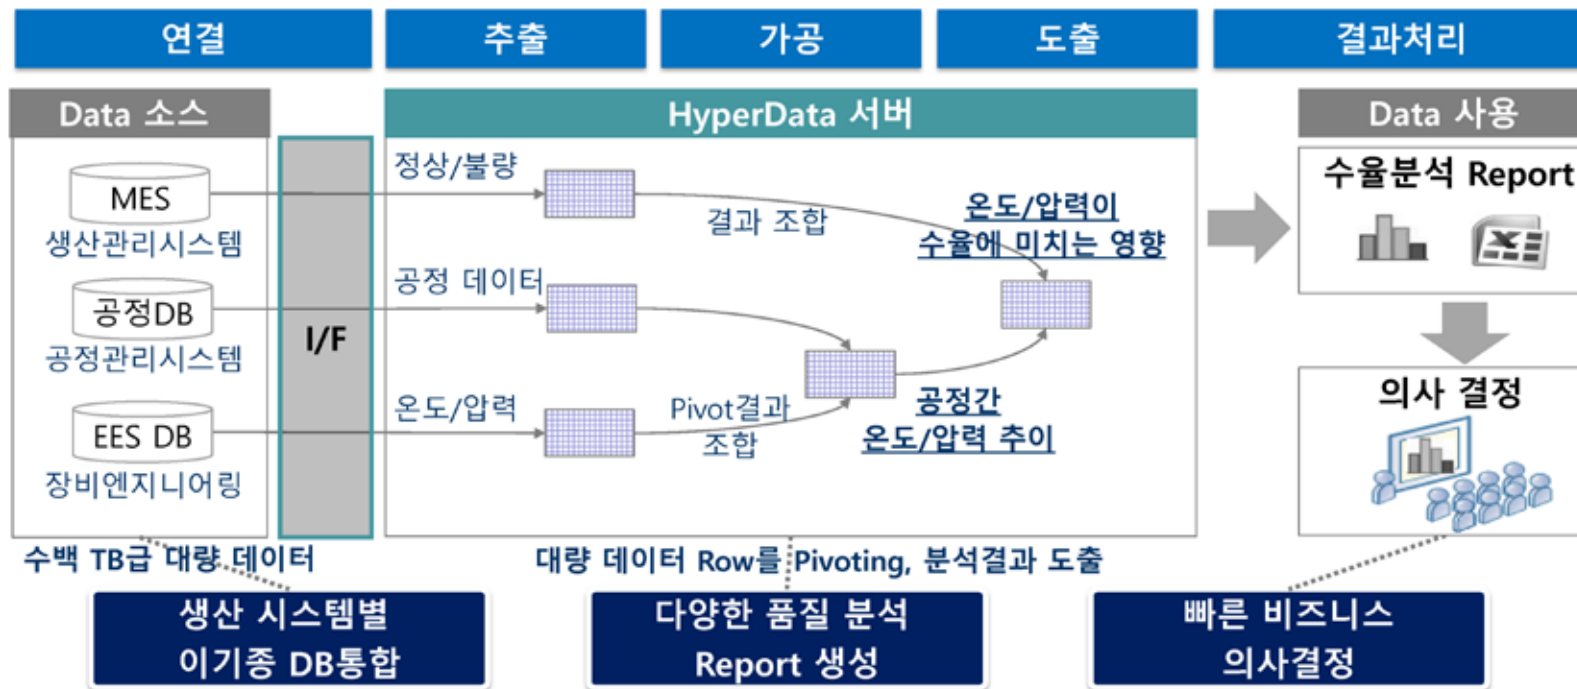 연결
추출
가공
도출
결과처리
Data 소스
HyperData 서버
Data 사용
MES
생산관리시스템
공정DB
공정관리시스템
EES DB
장비엔지니어링
I/F
정상/불량
공정 데이터
온도/압력
결과 조합
Pivot결과
조합
온도/압력이
수율에 미치는 영향
공정간
온도/압력 추이
수율분석 Report
의사 결정
수백 TB급 대량 데이터
대량 데이터 Row를 Pivoting, 분석결과 도출
생산 시스템별
이기종 DB통합
다양한 품질 분석
Report 생성
빠른 비즈니스
의사결정